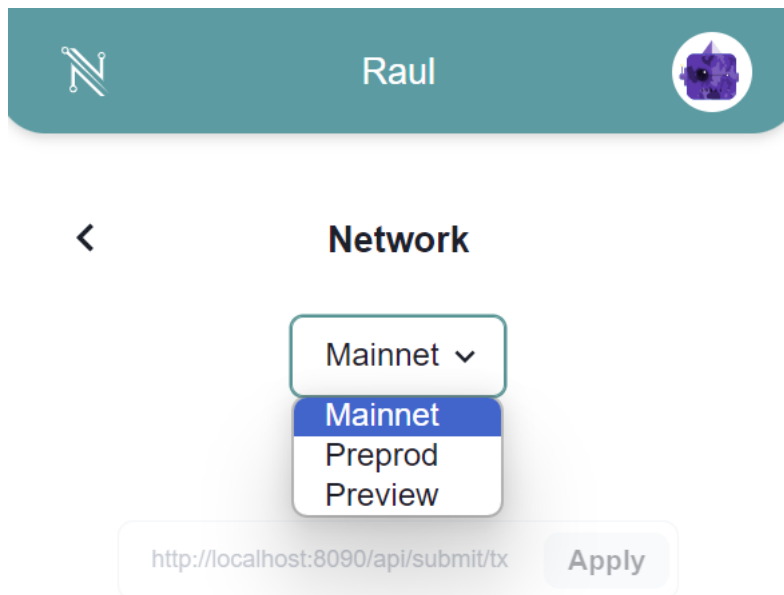 Raul
Network
Mainnet
Mainnet
Preprod
Preview
http://localhost:8090/api/submit/tx Apply